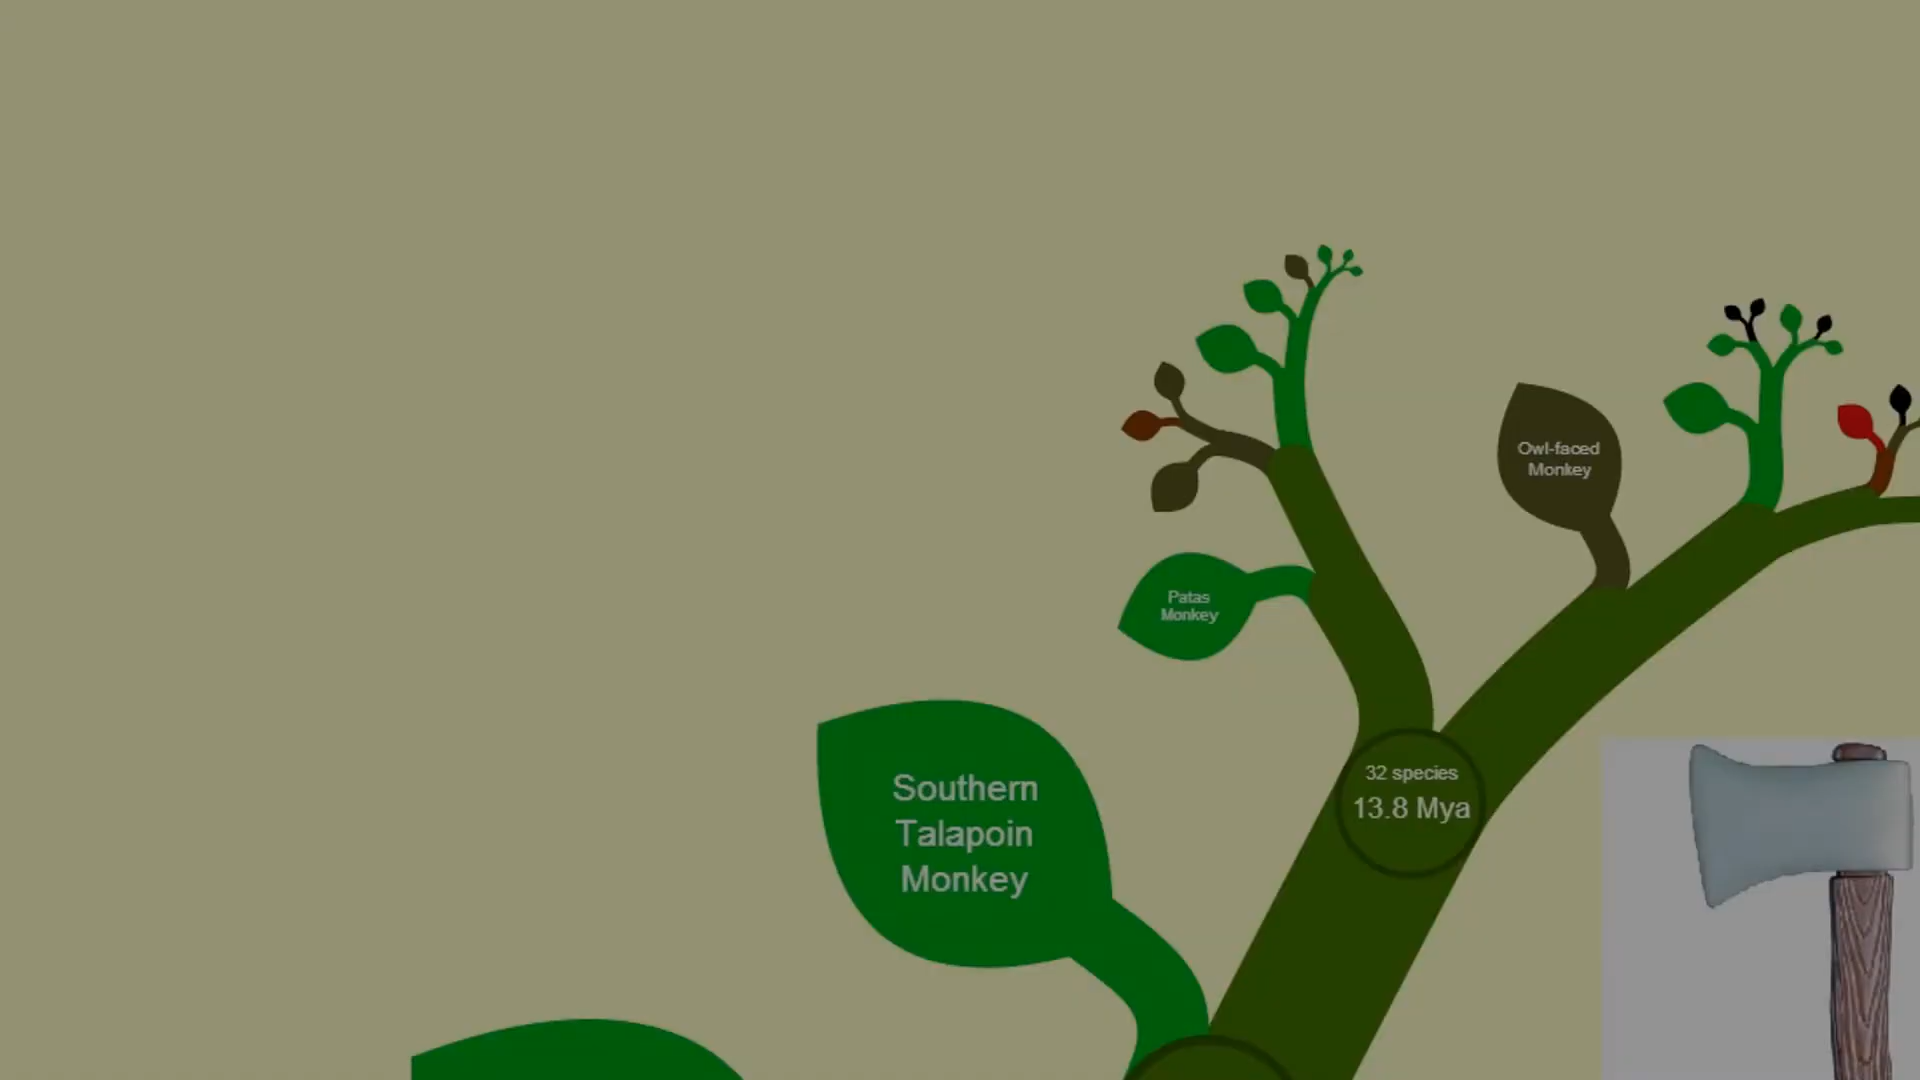 Owl-faced
Monkey
Patas
Monkey
32 species
13.8 Mya
Southern
Talapoin
Monkey